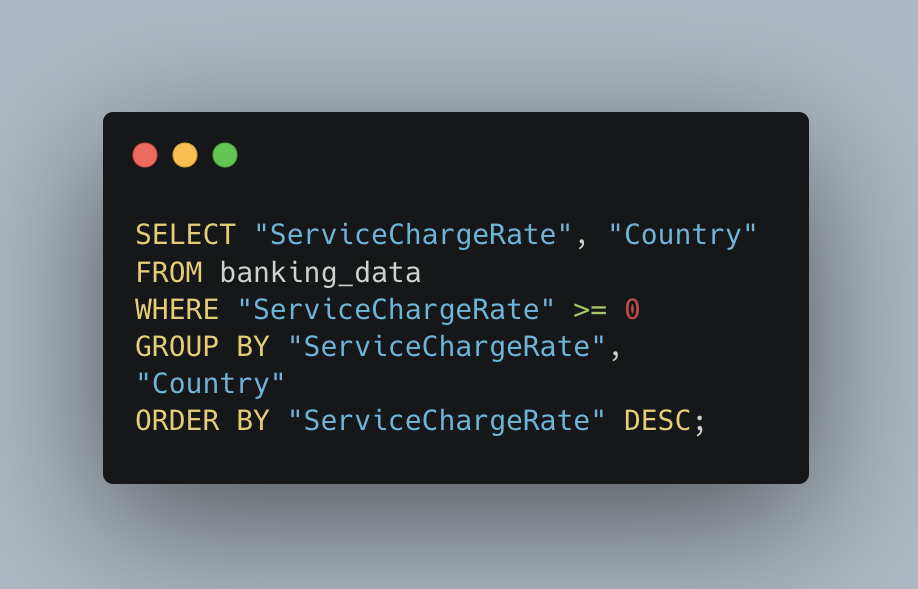 SELECT "ServiceChargeRate", "Country"
FROM banking_data
WHERE "ServiceChargeRate" >= 0
GROUP BY "ServiceChargeRate",
"Country"
ORDER BY "ServiceChargeRate" DESC;